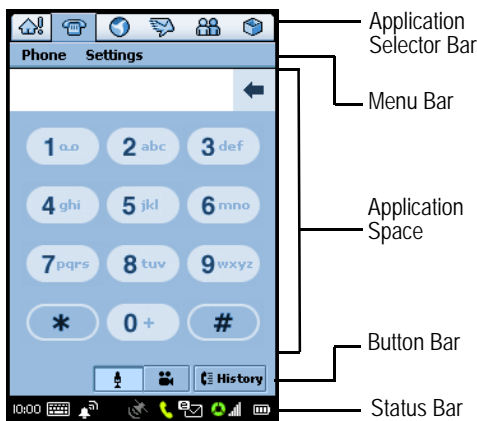 Application
Selector Bar
Phone Settings
Menu Bar
1 2 abc 3 def
4 ghi 5 jkl 6 mno
Application
Space
7 pqrs 8 tuv 9 wxyz
* 0 + #
Button Bar
History
10:00
Status Bar